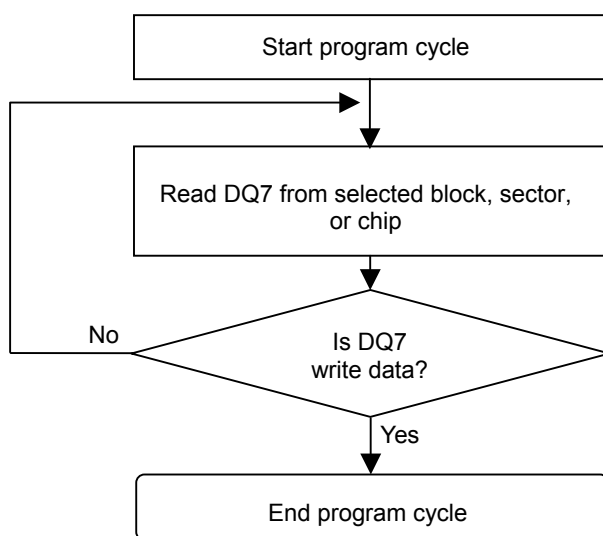 Start program cycle
Read DQ7 from selected block, sector,
or chip
No
Is DQ7
write data?
Yes
End program cycle